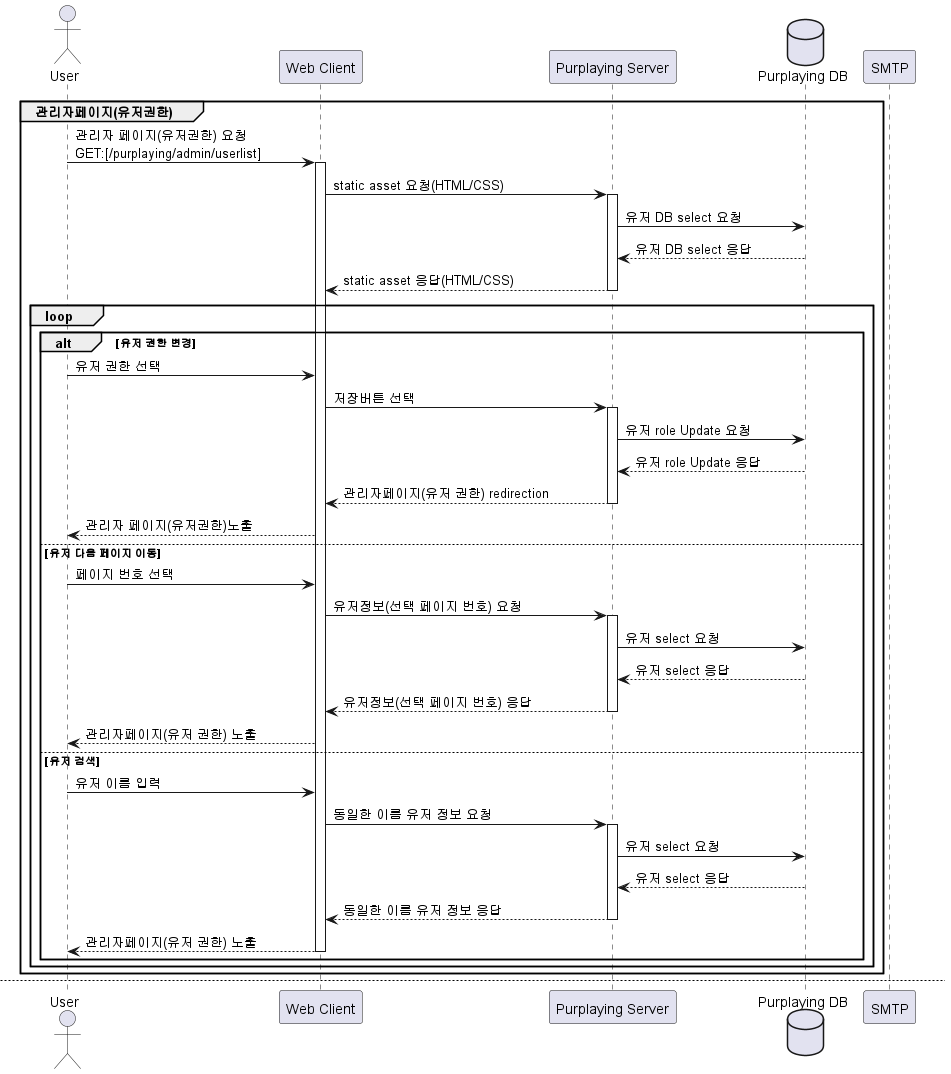 User
Web Client
Purplaying Server
Purplaying DB
SMTP
관리자페이지(유저권한)
관리자 페이지(유저권한) 요청
GET:[/purplaying/admin/userlist]
static asset 요청(HTML/CSS)
유저 DB select 요청
유저 DB select 응답
static asset 응답(HTML/CSS)
loop
alt
[유저 권한 변경]
유저 권한 선택
저장버튼 선택
유저 role Update 요청
유저 role Update 응답
관리자페이지(유저 권한) redirection
관리자 페이지(유저권한)노출
[유저 다음 페이지 이동]
페이지 번호 선택
유저정보(선택 페이지 번호) 요청
유저 select 요청
유저 select 응답
유저정보(선택 페이지 번호) 응답
관리자페이지(유저 권한) 노출
[유저 검색]
유저 이름 입력
동일한 이름 유저 정보 요청
유저 select 요청
유저 select 응답
동일한 이름 유저 정보 응답
관리자페이지(유저 권한) 노출
User
Web Client
Purplaying Server
Purplaying DB
SMTP